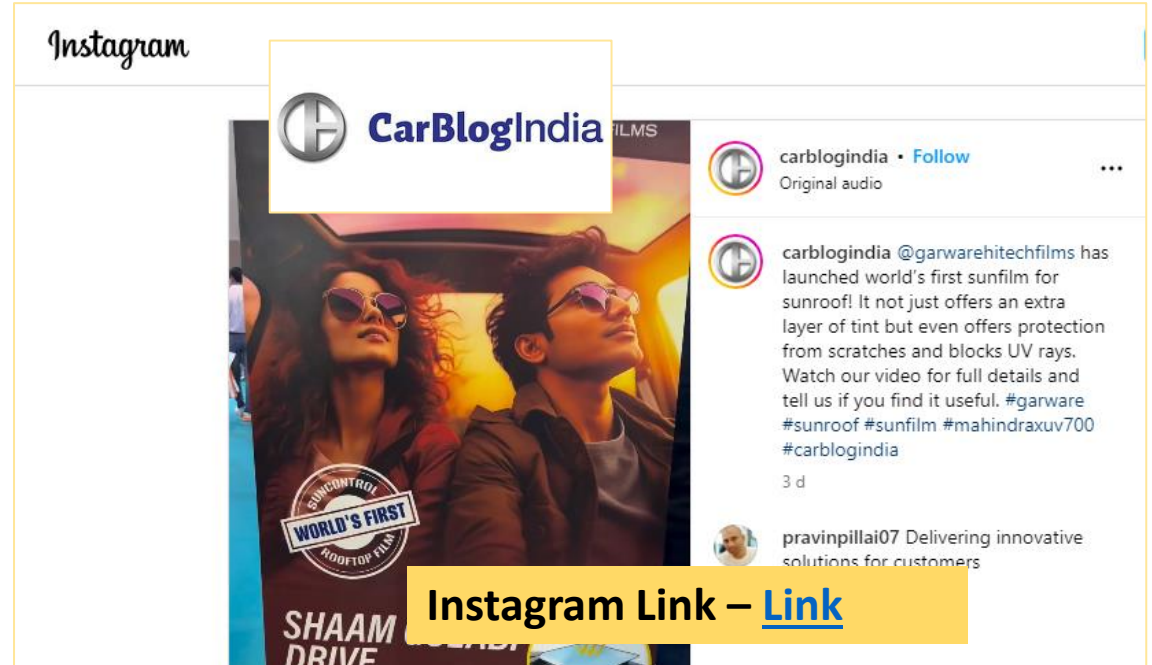 Instagram
CarBlogIndia
FILMS
carblogindia • Follow
Original audio
carblogindia @garwarehitechfilms has
launched world's first sunfilm for
sunroof! It not just offers an extra
layer of tint but even offers protection
from scratches and blocks UV rays.
Watch our video for full details and
tell us if you find it useful. #garware
#sunroof #sunfilm #mahindraxuv700
#carblogindia
3 d
pravinpillai07 Delivering innovative
solutions for customers
SUNCONTROL
WORLD'S FIRST
ROOFTOP FILM
Instagram Link – Link
SHAAM
DRIVE